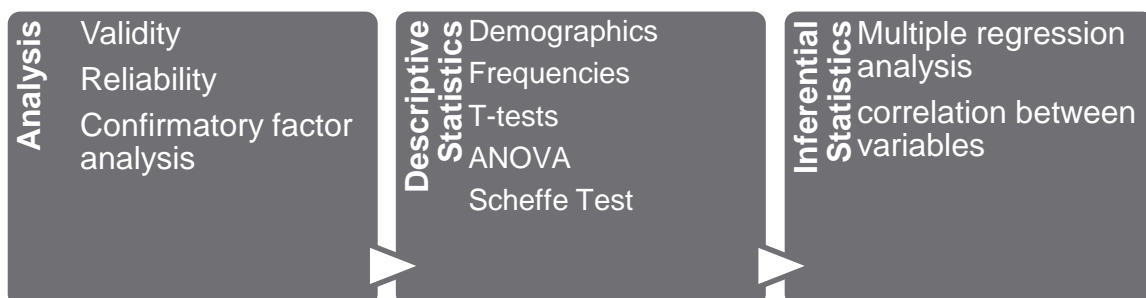 Analysis
Validity
Reliability
Confirmatory factor
analysis
Descriptive
Statistics
Demographics
Frequencies
T-tests
ANOVA
Scheffe Test
Inferential
Statistics
Multiple regression
analysis
correlation between
variables